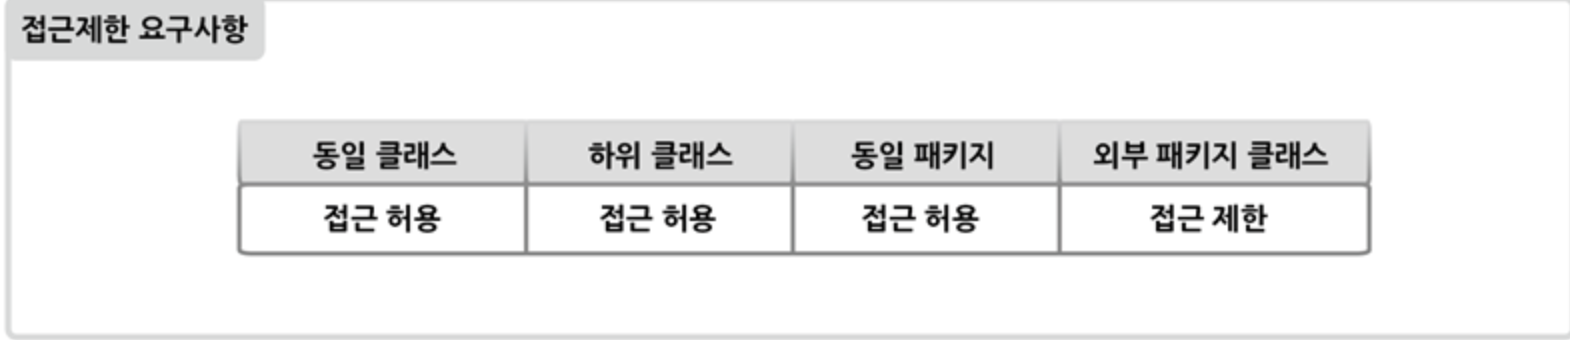 접근제한 요구사항
동일 클래스 하위 클래스 동일 패키지 외부 패키지 클래스
접근 허용 접근 허용 접근 허용 접근 제한